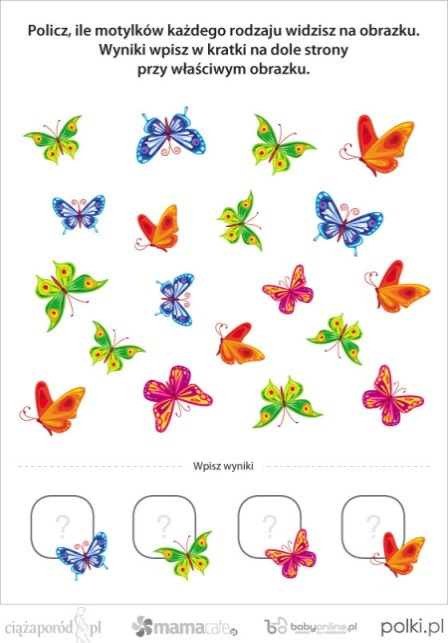 Policz, ile motylków każdego rodzaju widzisz na obrazku.
Wyniki wpisz w kratki na dole strony
przy właściwym obrazku.
Wpisz wyniki
? ? ? ?
ciążaporód.pl mamacafe.pl babyonline.pl polki.pl